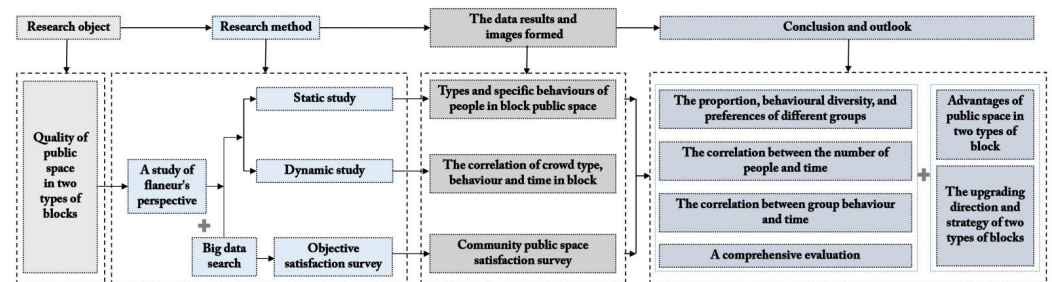 Research object
Research method
The data results and
images formed
Conclusion and outlook
Quality of
public
space
in two
types of
blocks
A study of
flaneur's
perspective
+
Big data
search
Static study
Dynamic study
Objective
satisfaction survey
Types and specific behaviours of
people in block public space
The correlation of crowd type,
behaviour and time in block
Community public space
satisfaction survey
The proportion, behavioural diversity, and
preferences of different groups
The correlation between the number of
people and time
The correlation between group behaviour
and time
A comprehensive evaluation
+
Advantages of
public space in
two types of
block
The upgrading
direction and
strategy of two
types of blocks